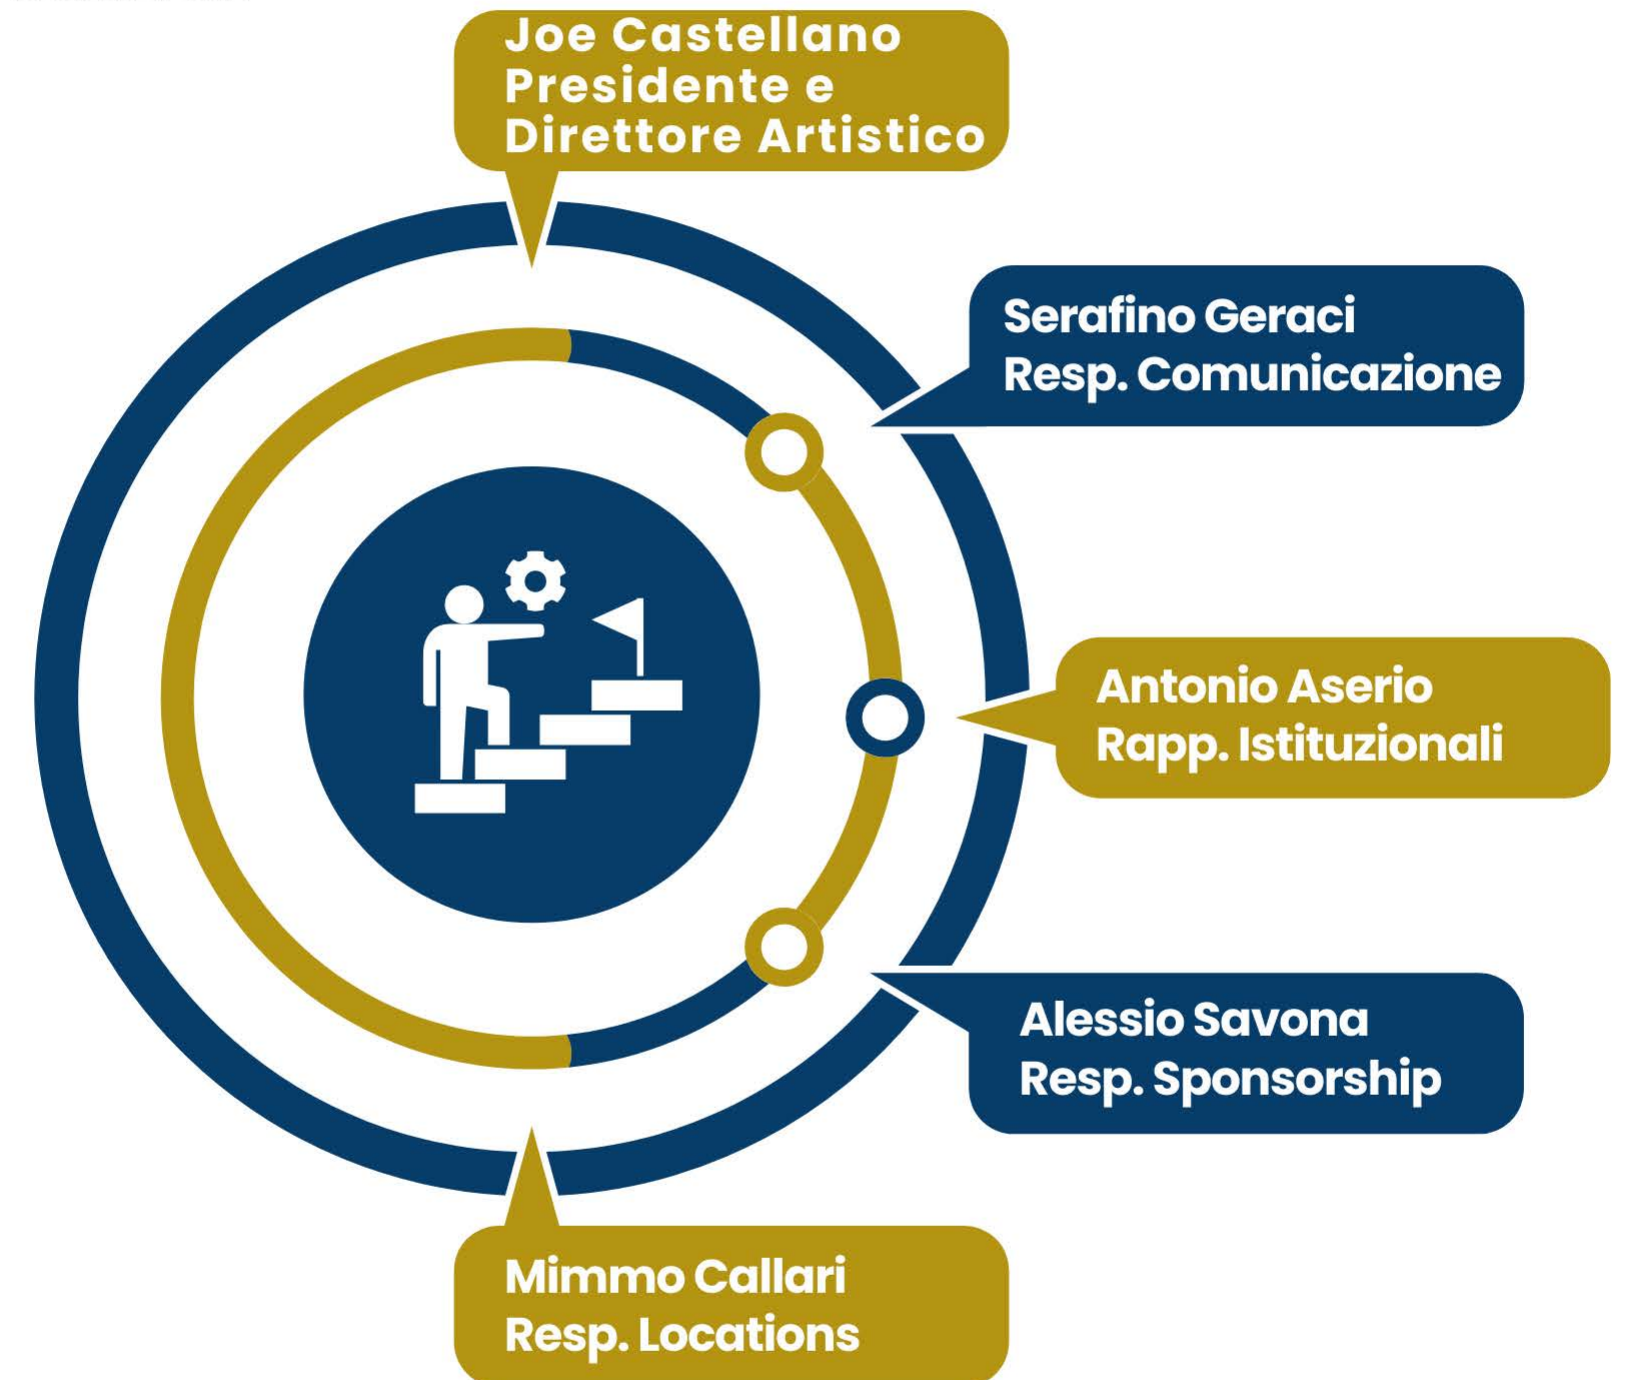 Joe Castellano
Presidente e
Direttore Artistico
Serafino Geraci
Resp. Comunicazione
Antonio Aserio
Rapp. Istituzionali
Alessio Savona
Resp. Sponsorship
Mimmo Callari
Resp. Locations